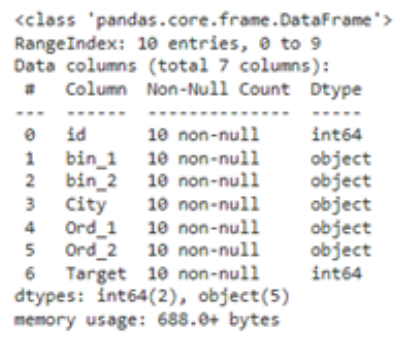 <class 'pandas.core.frame.DataFrame'>
RangeIndex: 10 entries, 0 to 9
Data columns (total 7 columns):
 #   Column  Non-Null Count  Dtype
---  ------  --------------  -----
 0   id      10 non-null     int64
 1   bin_1   10 non-null     object
 2   bin_2   10 non-null     object
 3   City    10 non-null     object
 4   Ord_1   10 non-null     object
 5   Ord_2   10 non-null     object
 6   Target  10 non-null     int64
dtypes: int64(2), object(5)
memory usage: 688.0+ bytes